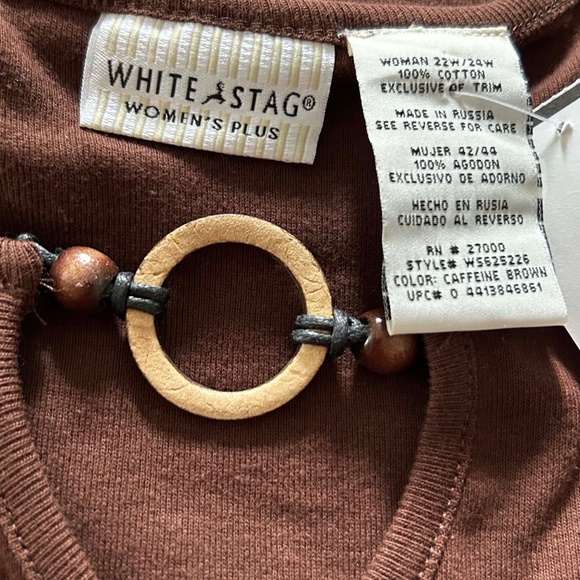 WHITE STAG®
WOMEN'S PLUS
WOMAN 22W/24W
100% COTTON
EXCLUSIVE OF TRIM
MADE IN RUSSIA
SEE REVERSE FOR CARE
MUJER 42/44
100% AGODON
EXCLUSIVO DE ADORNO
HECHO EN RUSIA
CUIDADO AL REVERSO
RN # 27000
STYLE# WS625226
COLOR: CAFFEINE BROWN
UPC# 0 4413846861